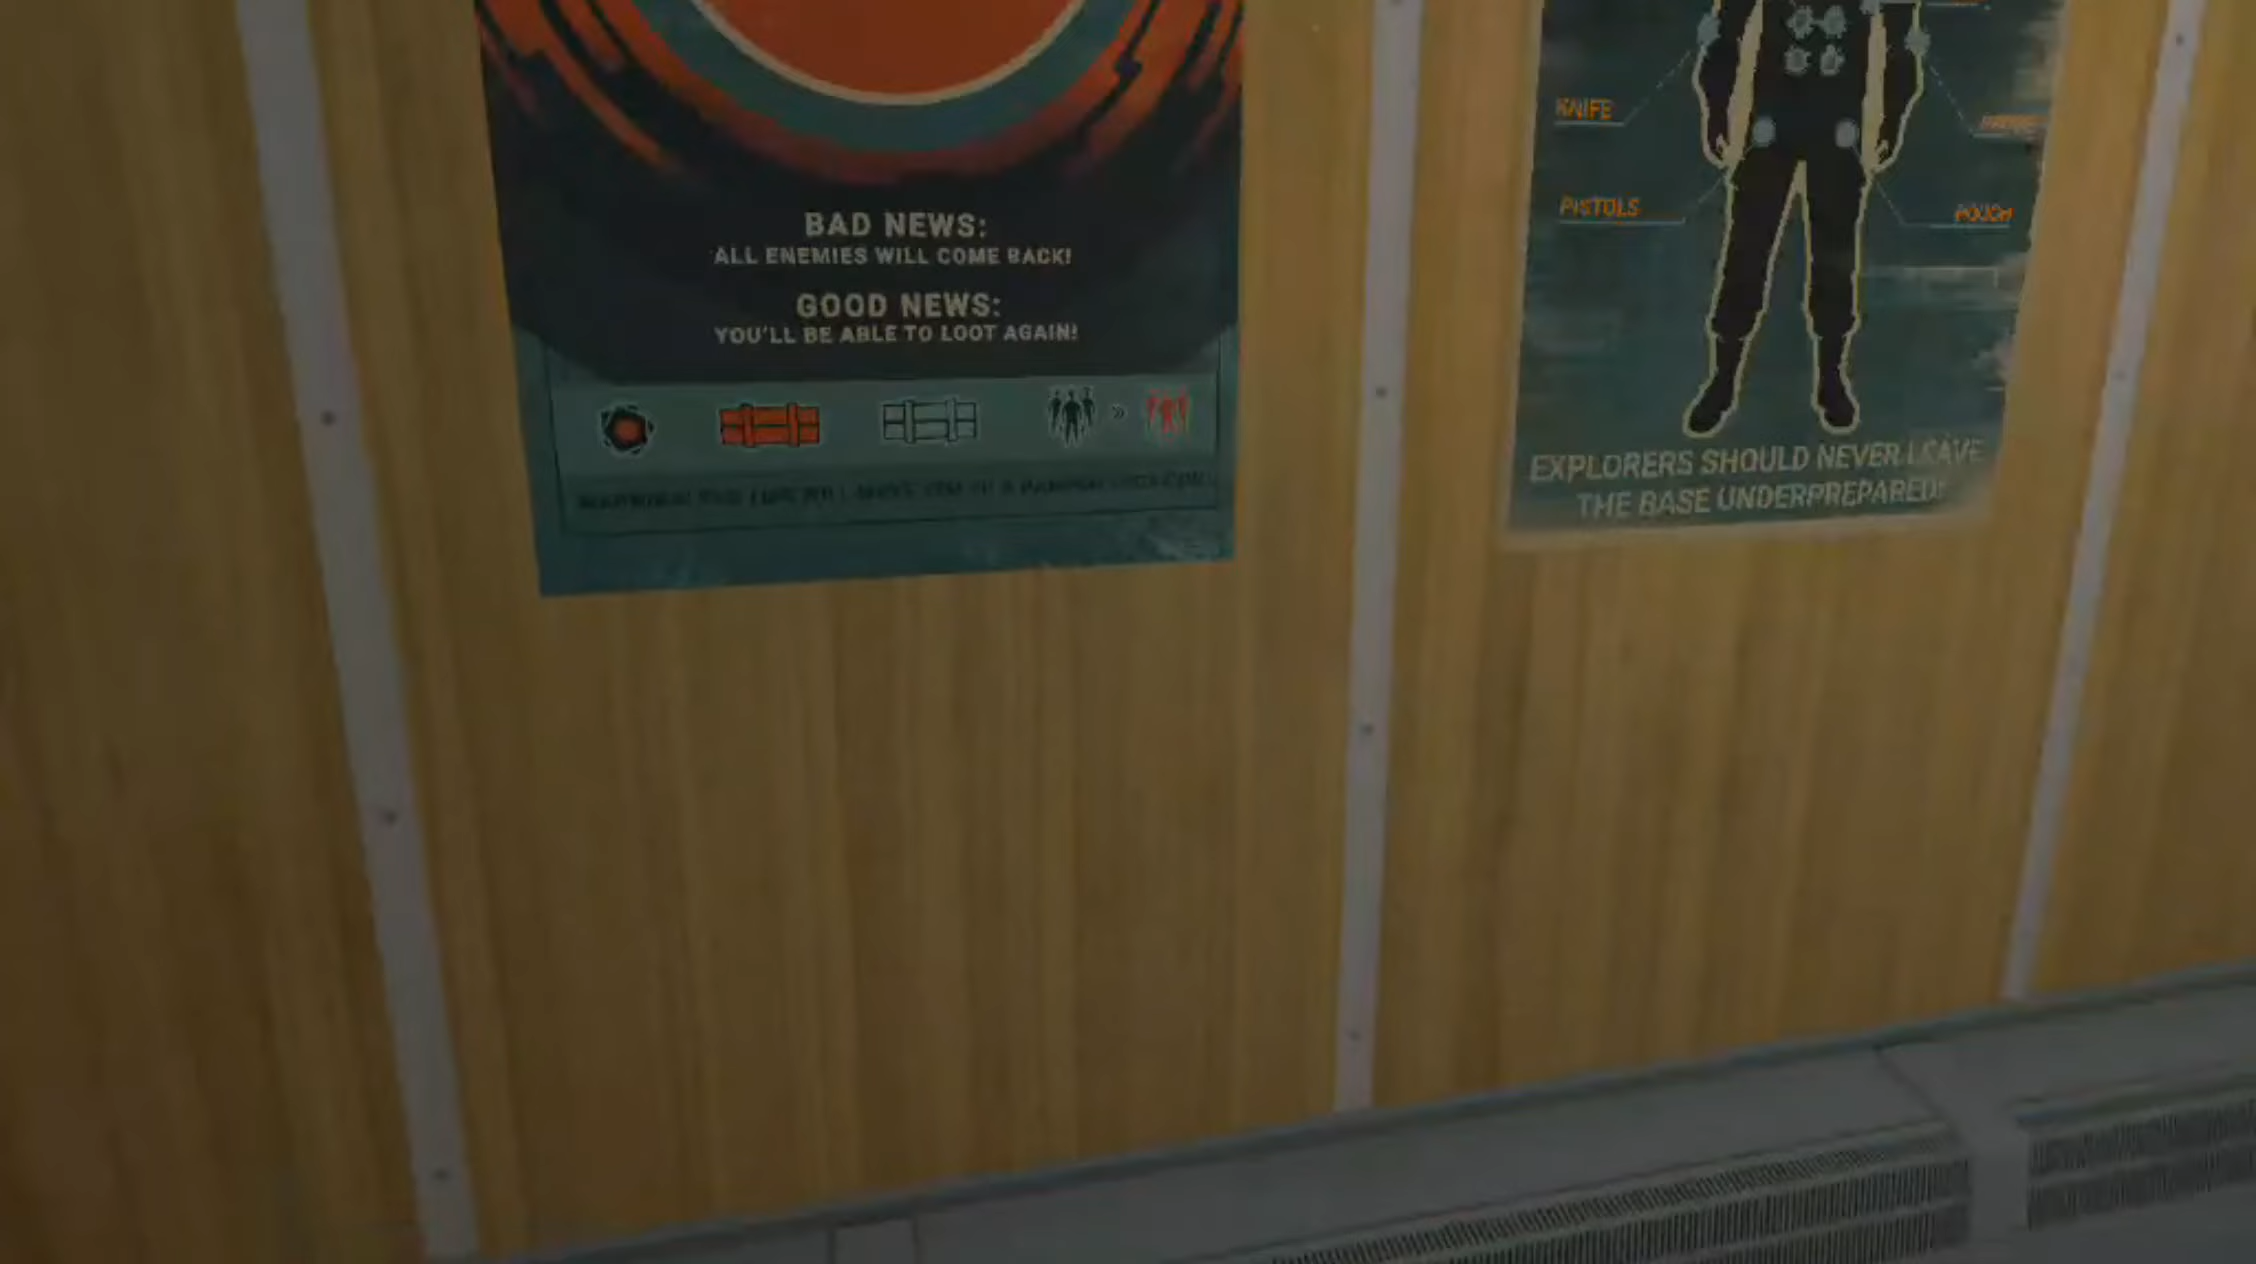 BAD NEWS:
ALL ENEMIES WILL COME BACK!
GOOD NEWS:
YOU'LL BE ABLE TO LOOT AGAIN!
KNIFE
PISTOLS
POUCH
EXPLORERS SHOULD NEVER LEAVE
THE BASE UNDERPREPARED!